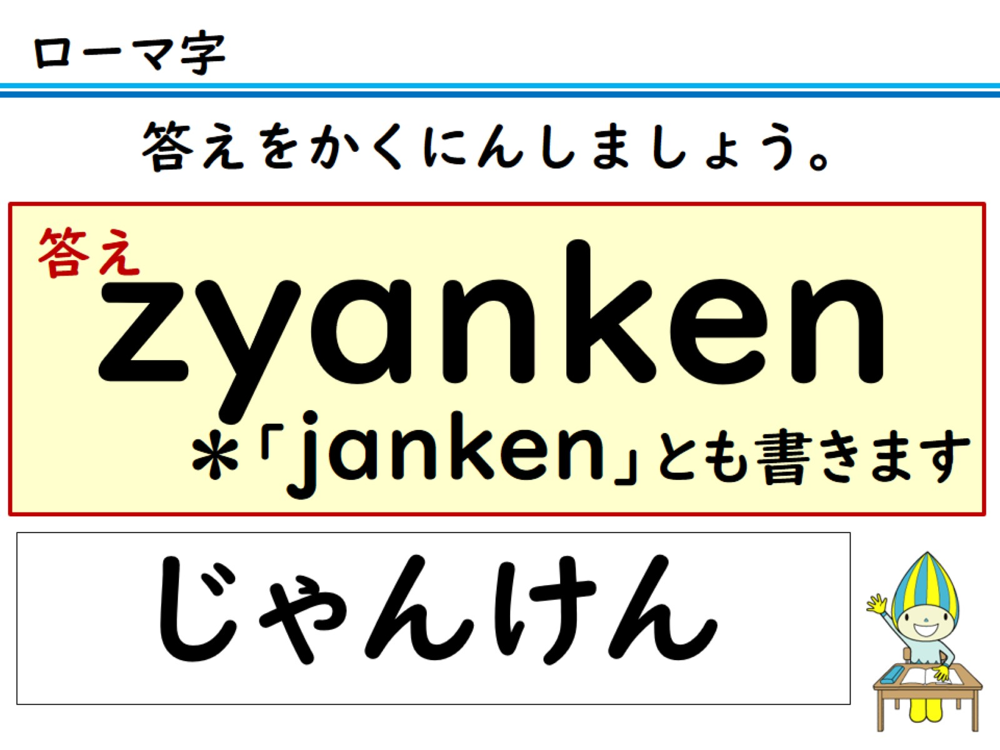 ローマ字
答えをかくにんしましょう。
答え
zyanken
＊「janken」とも書きます
じゃんけん